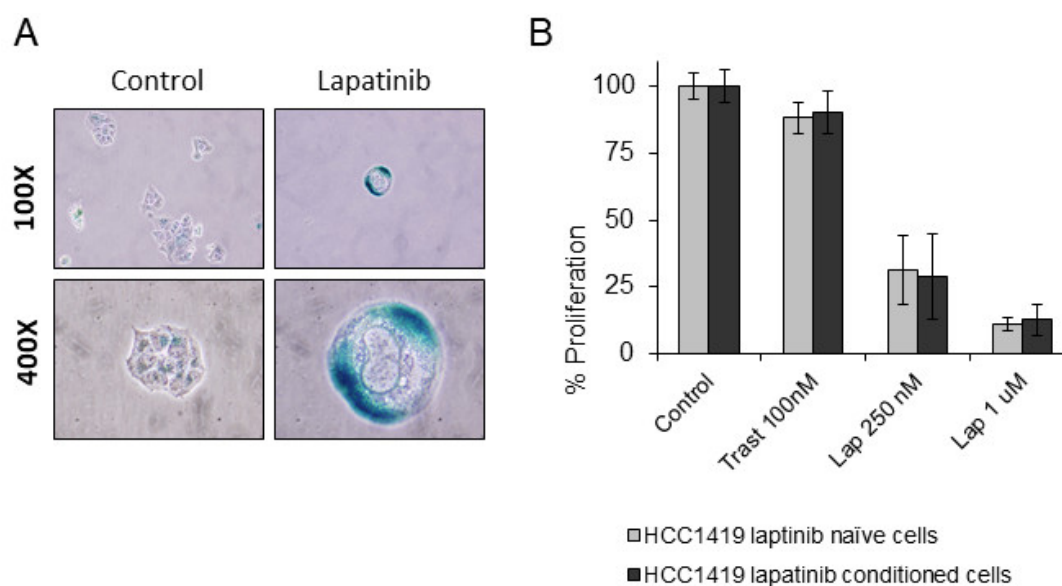 A
Control Lapatinib
100X
400X
B
% Proliferation
100
75
50
25
0
Control
Trast 100nM
Lap 250 nM
Lap 1 uM
HCC1419 laptinib naïve cells
HCC1419 lapatinib conditioned cells